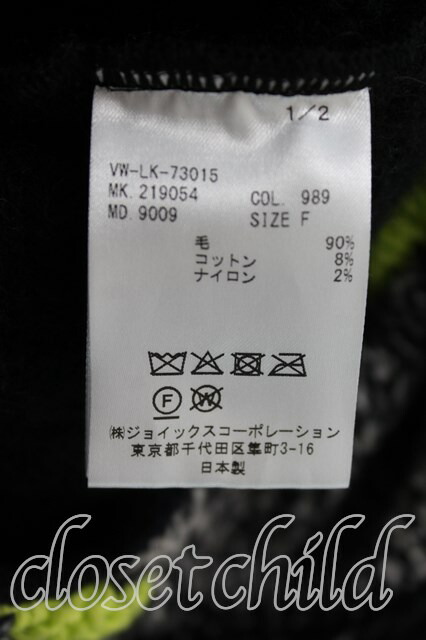 1/2
VW-LK-73015
MK. 219054 COL. 989
MD. 9009 SIZE F
毛 90%
コットン 8%
ナイロン 2%
F W
㈱ジョイックスコーポレーション
東京都千代田区隼町3-16
日本製
closet child